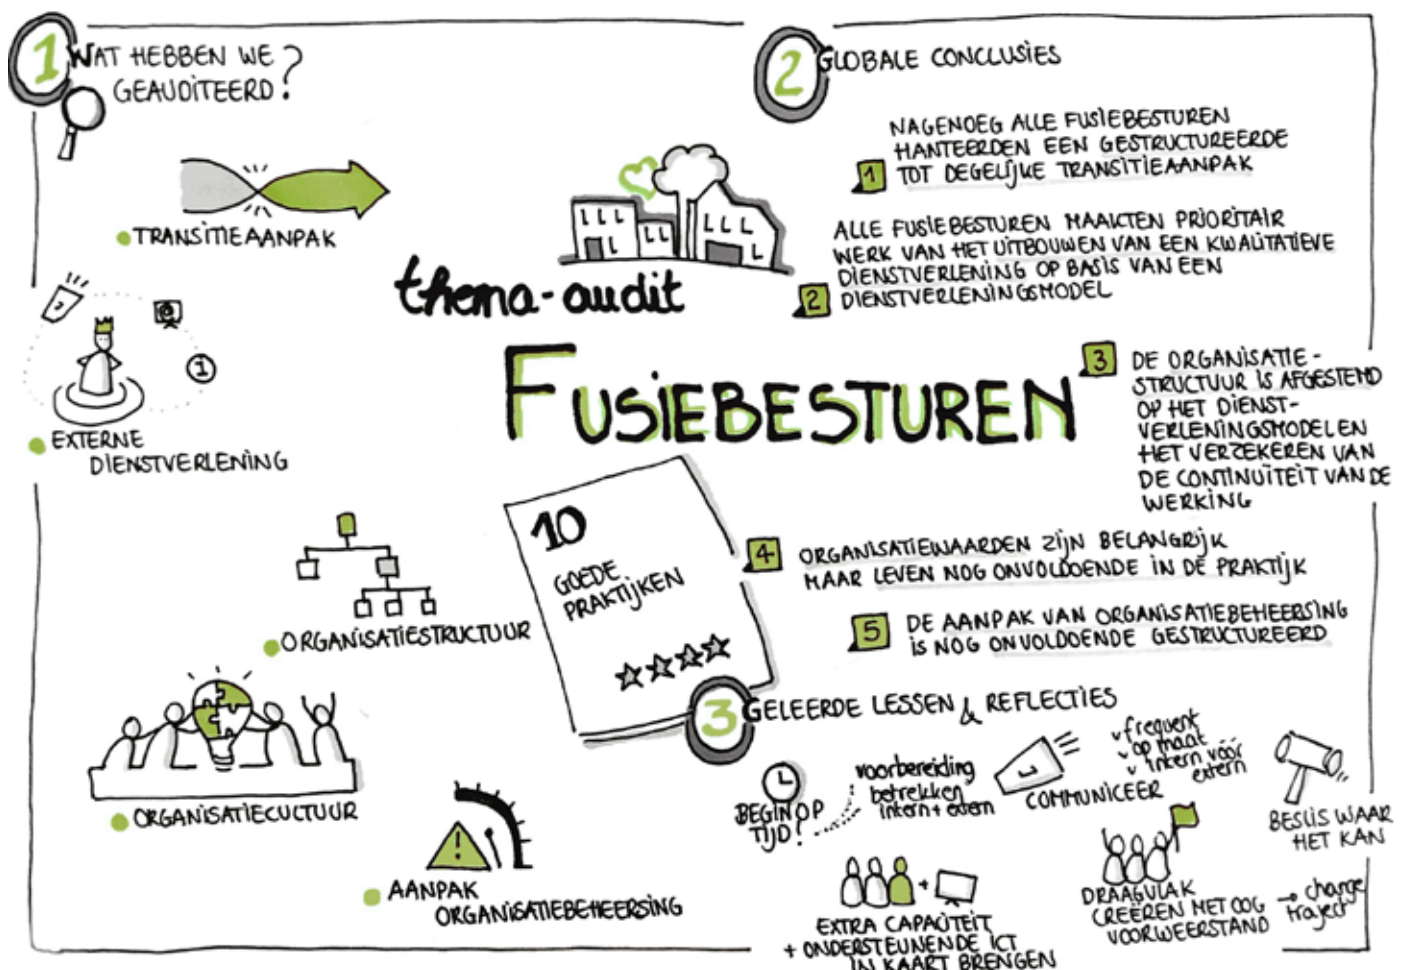 1 WAT HEBBEN WE
GEAUDITEERD?
TRANSITIEAANPAK
EXTERNE
DIENSTVERLENING
ORGANISATIESTRUCTUUR
ORGANISATIECULTUUR
AANPAK
ORGANISATIEBEHEERSING
thema-audit
FUSIEBESTUREN
10
GOEDE
PRAKTIJKEN
2 GLOBALE CONCLUSIES
NAGENOEG ALLE FUSIEBESTUREN
HANTEERDEN EEN GESTRUCTUREERDE
1 TOT DEGELIJKE TRANSITIEAANPAK
ALLE FUSIEBESTUREN MAAKTEN PRIORITAIR
WERK VAN HET UITBOUWEN VAN EEN KWALITATIEVE
DIENSTVERLENING OP BASIS VAN EEN
2 DIENSTVERLENINGSMODEL
3 DE ORGANISATIE-
STRUCTUUR IS AFGESTEMD
OP HET DIENST-
VERLENINGSMODEL EN
HET VERZEKEREN VAN
DE CONTINUÏTEIT VAN DE
WERKING
4 ORGANISATIEWAARDEN ZIJN BELANGRIJK
MAAR LEVEN NOG ONVOLDOENDE IN DE PRAKTIJK
5 DE AANPAK VAN ORGANISATIEBEHEERSING
IS NOG ONVOLDOENDE GESTRUCTUREERD
3 GELEERDE LESSEN & REFLECTIES
BEGIN OP
TIJD!
voorbereiding
betrekken
intern + extern
COMMUNICEER
frequent
op maat
intern vóór
extern
BESLIS WAAR
HET KAN
EXTRA CAPACITEIT
+ ONDERSTEUNENDE ICT
IN KAART BRENGEN
DRAAGVLAK
CREËREN MET OOG
VOOR WEERSTAND
→ change
traject